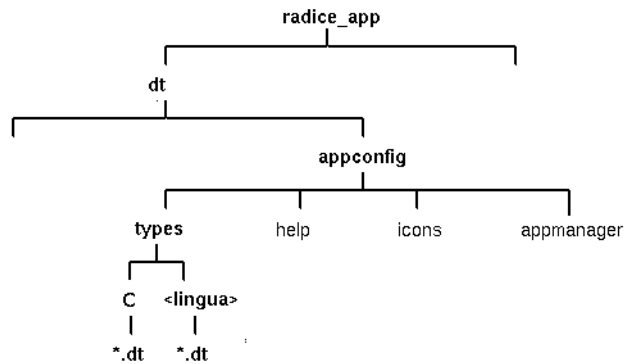 radice_app
dt
appconfig
types help icons appmanager
C <lingua>
*.dt *.dt